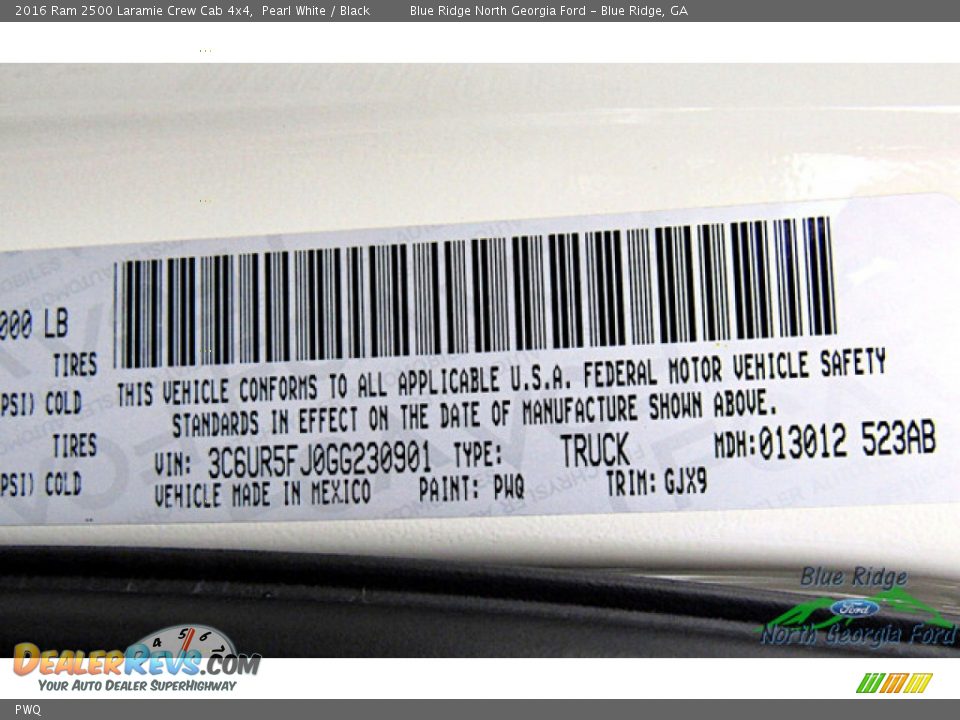 2016 Ram 2500 Laramie Crew Cab 4x4, Pearl White / Black Blue Ridge North Georgia Ford - Blue Ridge, GA
000 LB
TIRES
PSI) COLD
TIRES
PSI) COLD
THIS VEHICLE CONFORMS TO ALL APPLICABLE U.S.A. FEDERAL MOTOR VEHICLE SAFETY
STANDARDS IN EFFECT ON THE DATE OF MANUFACTURE SHOWN ABOVE.
VIN: 3C6UR5FJ0GG230901 TYPE: TRUCK MDH:013012 523AB
VEHICLE MADE IN MEXICO PAINT: PWQ TRIM: GJX9
Blue Ridge
Ford
North Georgia Ford
4 5 6
DealerRevs.com
Your Auto Dealer SuperHighway
PWQ